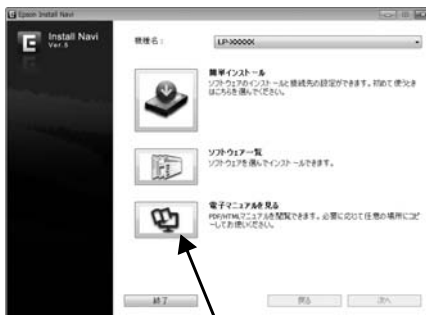 Epson Install Navi
Install Navi
Ver.5
機種名：
LP-XXXXX
簡単インストール
ソフトウェアのインストールと接続先の設定ができます。初めて使うとき
はこちらを選んでください。
ソフトウェア一覧
ソフトウェアを選んでインストールできます。
電子マニュアルを見る
PDF/HTMLマニュアルを閲覧できます。必要に応じて任意の場所にコピ
ーしてお使いください。
終了
戻る
次へ